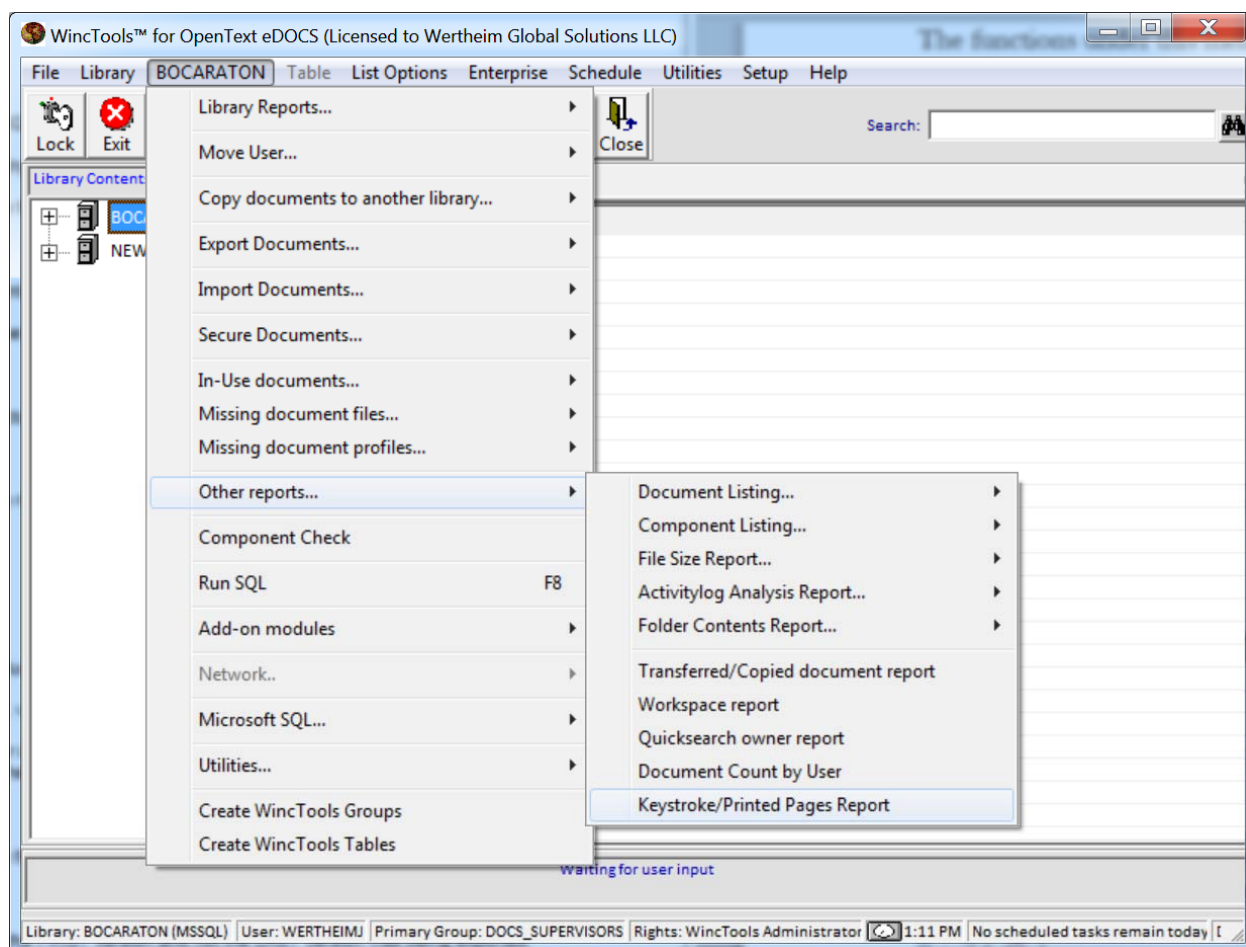 The functions under
WincTools™ for OpenText eDOCS (Licensed to Wertheim Global Solutions LLC)
File Library BOCARATON Table List Options Enterprise Schedule Utilities Setup Help
Lock Exit Close Search:
Library Content
BOC
NEW
Library Reports...
Move User...
Copy documents to another library...
Export Documents...
Import Documents...
Secure Documents...
In-Use documents...
Missing document files...
Missing document profiles...
Other reports...
Component Check
Run SQL F8
Add-on modules
Network..
Microsoft SQL...
Utilities...
Create WincTools Groups
Create WincTools Tables
Document Listing...
Component Listing...
File Size Report...
Activitylog Analysis Report...
Folder Contents Report...
Transferred/Copied document report
Workspace report
Quicksearch owner report
Document Count by User
Keystroke/Printed Pages Report
Waiting for user input
Library: BOCARATON (MSSQL) User: WERTHEIMJ Primary Group: DOCS_SUPERVISORS Rights: WincTools Administrator 1:11 PM No scheduled tasks remain today